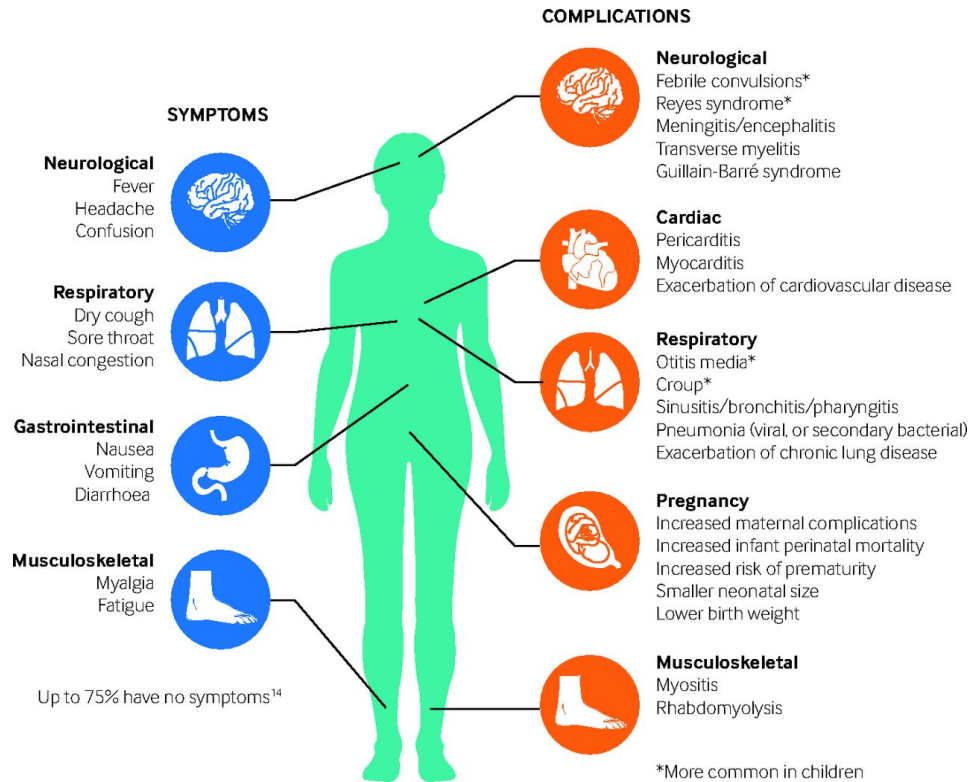 SYMPTOMS
Neurological
Fever
Headache
Confusion
Respiratory
Dry cough
Sore throat
Nasal congestion
Gastrointestinal
Nausea
Vomiting
Diarrhoea
Musculoskeletal
Myalgia
Fatigue
Up to 75% have no symptoms¹⁴
COMPLICATIONS
Neurological
Febrile convulsions*
Reyes syndrome*
Meningitis/encephalitis
Transverse myelitis
Guillain-Barré syndrome
Cardiac
Pericarditis
Myocarditis
Exacerbation of cardiovascular disease
Respiratory
Otitis media*
Croup*
Sinusitis/bronchitis/pharyngitis
Pneumonia (viral, or secondary bacterial)
Exacerbation of chronic lung disease
Pregnancy
Increased maternal complications
Increased infant perinatal mortality
Increased risk of prematurity
Smaller neonatal size
Lower birth weight
Musculoskeletal
Myositis
Rhabdomyolysis
*More common in children